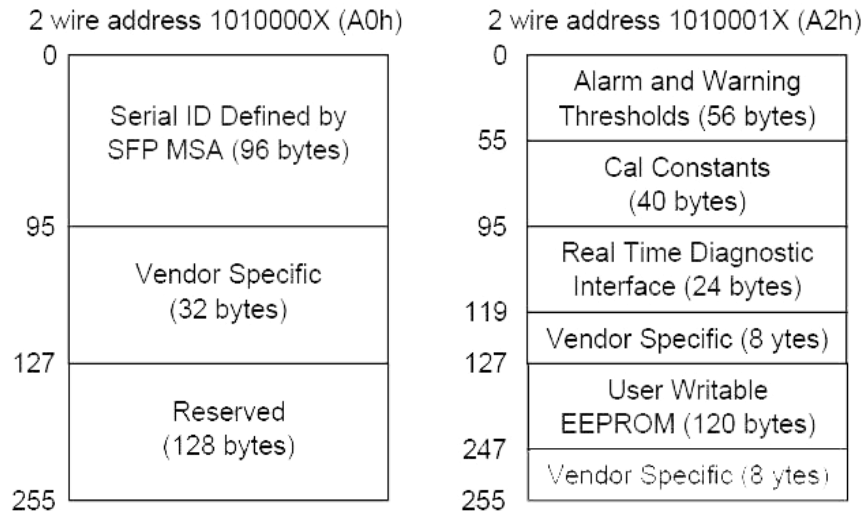 2 wire address 1010000X (A0h)
0
Serial ID Defined by
SFP MSA (96 bytes)
95
Vendor Specific
(32 bytes)
127
Reserved
(128 bytes)
255
2 wire address 1010001X (A2h)
0
Alarm and Warning
Thresholds (56 bytes)
55
Cal Constants
(40 bytes)
95
Real Time Diagnostic
Interface (24 bytes)
119
Vendor Specific (8 ytes)
127
User Writable
EEPROM (120 bytes)
247
Vendor Specific (8 ytes)
255